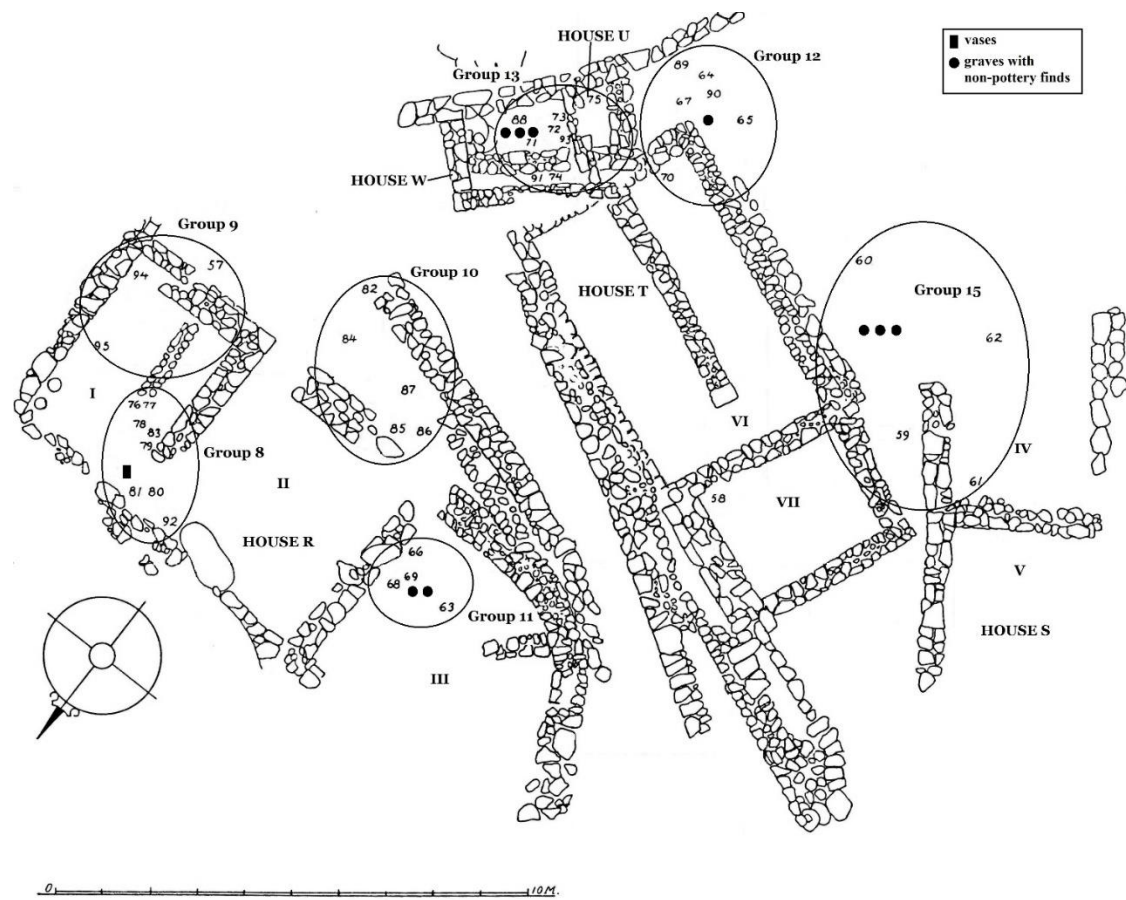 HOUSE U
vases
graves with
non-pottery finds
Group 12
Group 13
89
64
90
67
65
75
73
88
72
71
93
HOUSE W
91 74
70
Group 9
57
94
95
Group 10
82
84
87
85
86
HOUSE T
60
Group 15
62
I
76 77
78
83
79
Group 8
81 80
92
VI
59
IV
61
II
58
VII
HOUSE R
66
69
68
63
Group 11
V
HOUSE S
III
0
10 M.